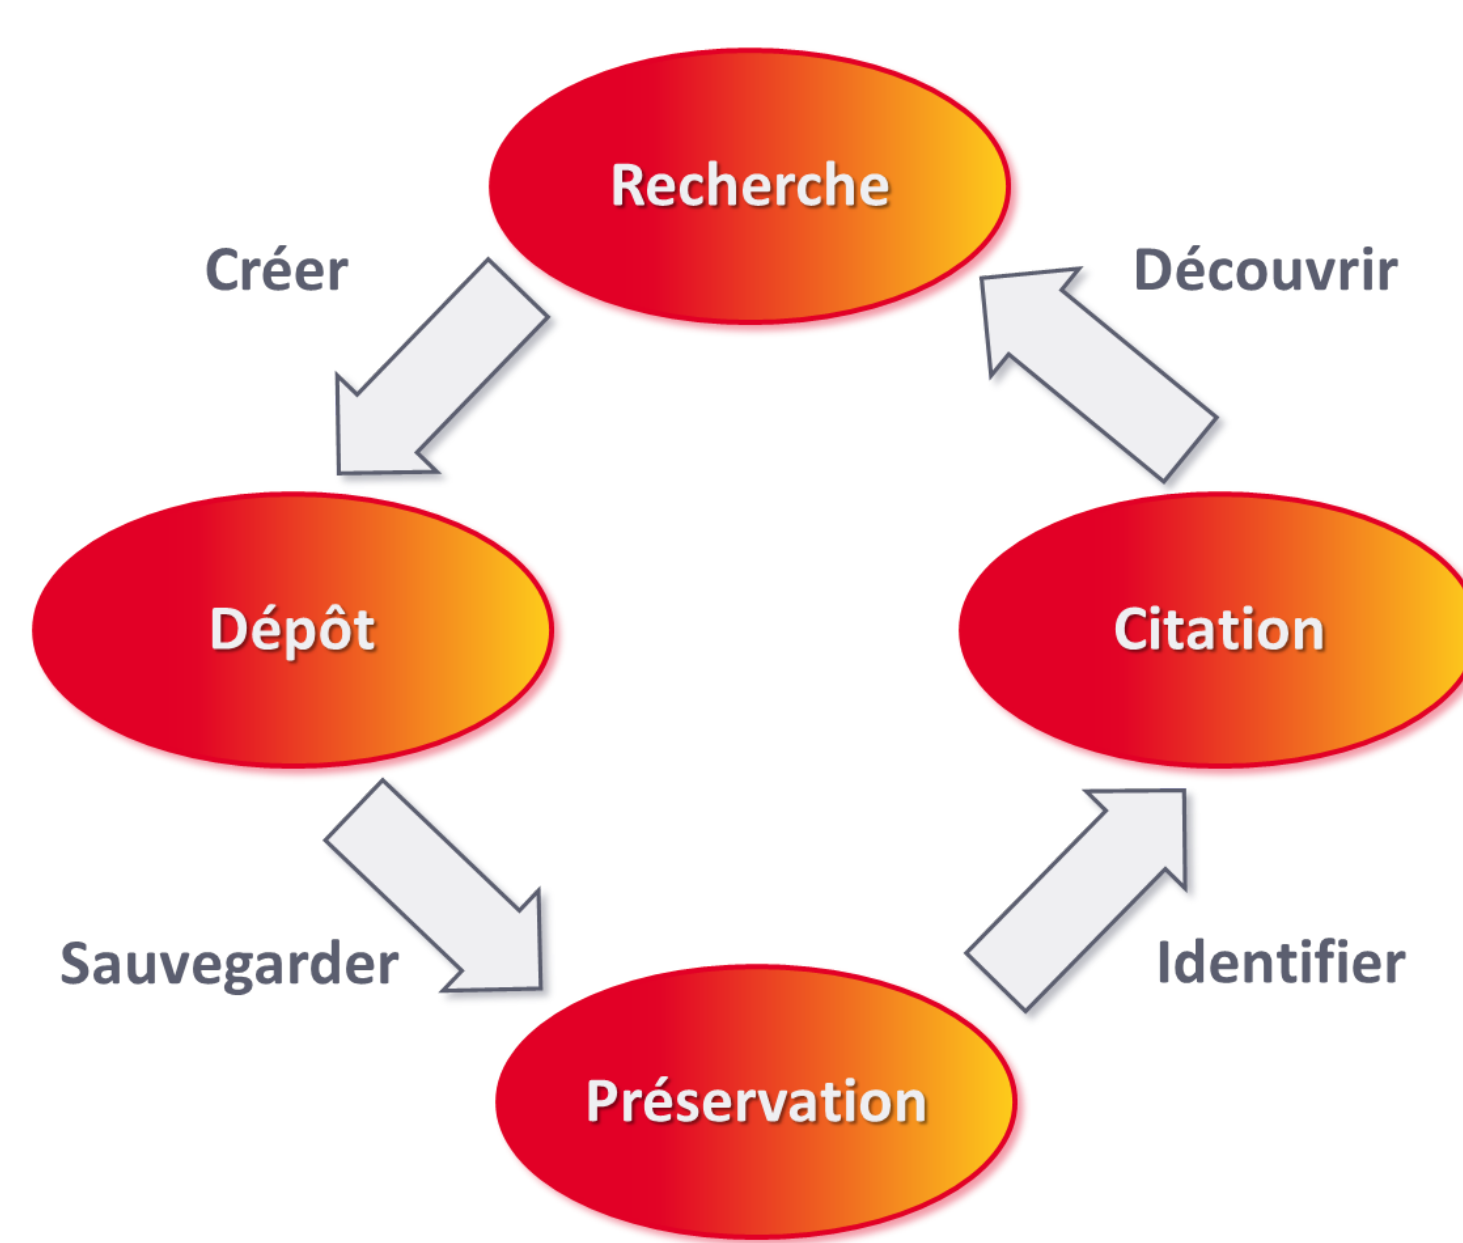 Recherche
Créer
Découvrir
Dépôt
Citation
Sauvegarder
Identifier
Préservation